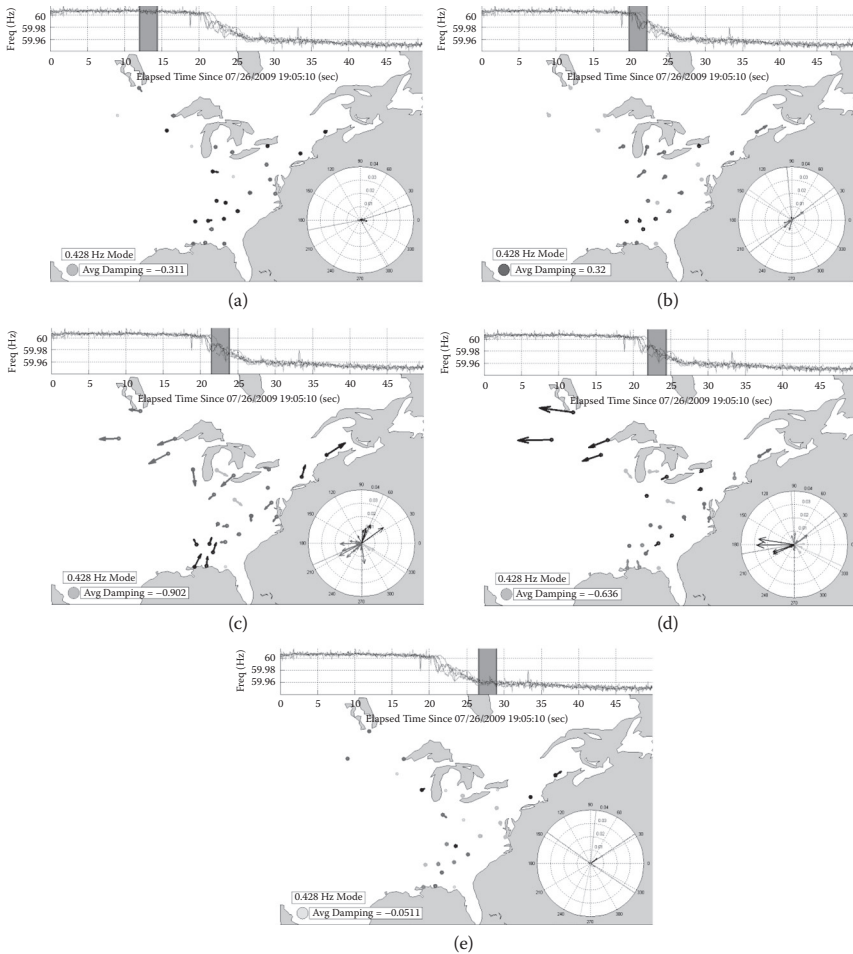 60
59.98
59.96
Freq (Hz)
0 5 10 15 20 25 30 35 40 45
Elapsed Time Since 07/26/2009 19:05:10 (sec)
0.428 Hz Mode
Avg Damping = −0.311
(a)
60
59.98
59.96
Freq (Hz)
0 5 10 15 20 25 30 35 40 45
Elapsed Time Since 07/26/2009 19:05:10 (sec)
0.428 Hz Mode
Avg Damping = 0.32
(b)
60
59.98
59.96
Freq (Hz)
0 5 10 15 20 25 30 35 40 45
Elapsed Time Since 07/26/2009 19:05:10 (sec)
0.428 Hz Mode
Avg Damping = −0.902
(c)
60
59.98
59.96
Freq (Hz)
0 5 10 15 20 25 30 35 40 45
Elapsed Time Since 07/26/2009 19:05:10 (sec)
0.428 Hz Mode
Avg Damping = −0.636
(d)
60
59.98
59.96
Freq (Hz)
0 5 10 15 20 25 30 35 40 45
Elapsed Time Since 07/26/2009 19:05:10 (sec)
0.428 Hz Mode
Avg Damping = −0.0511
(e)